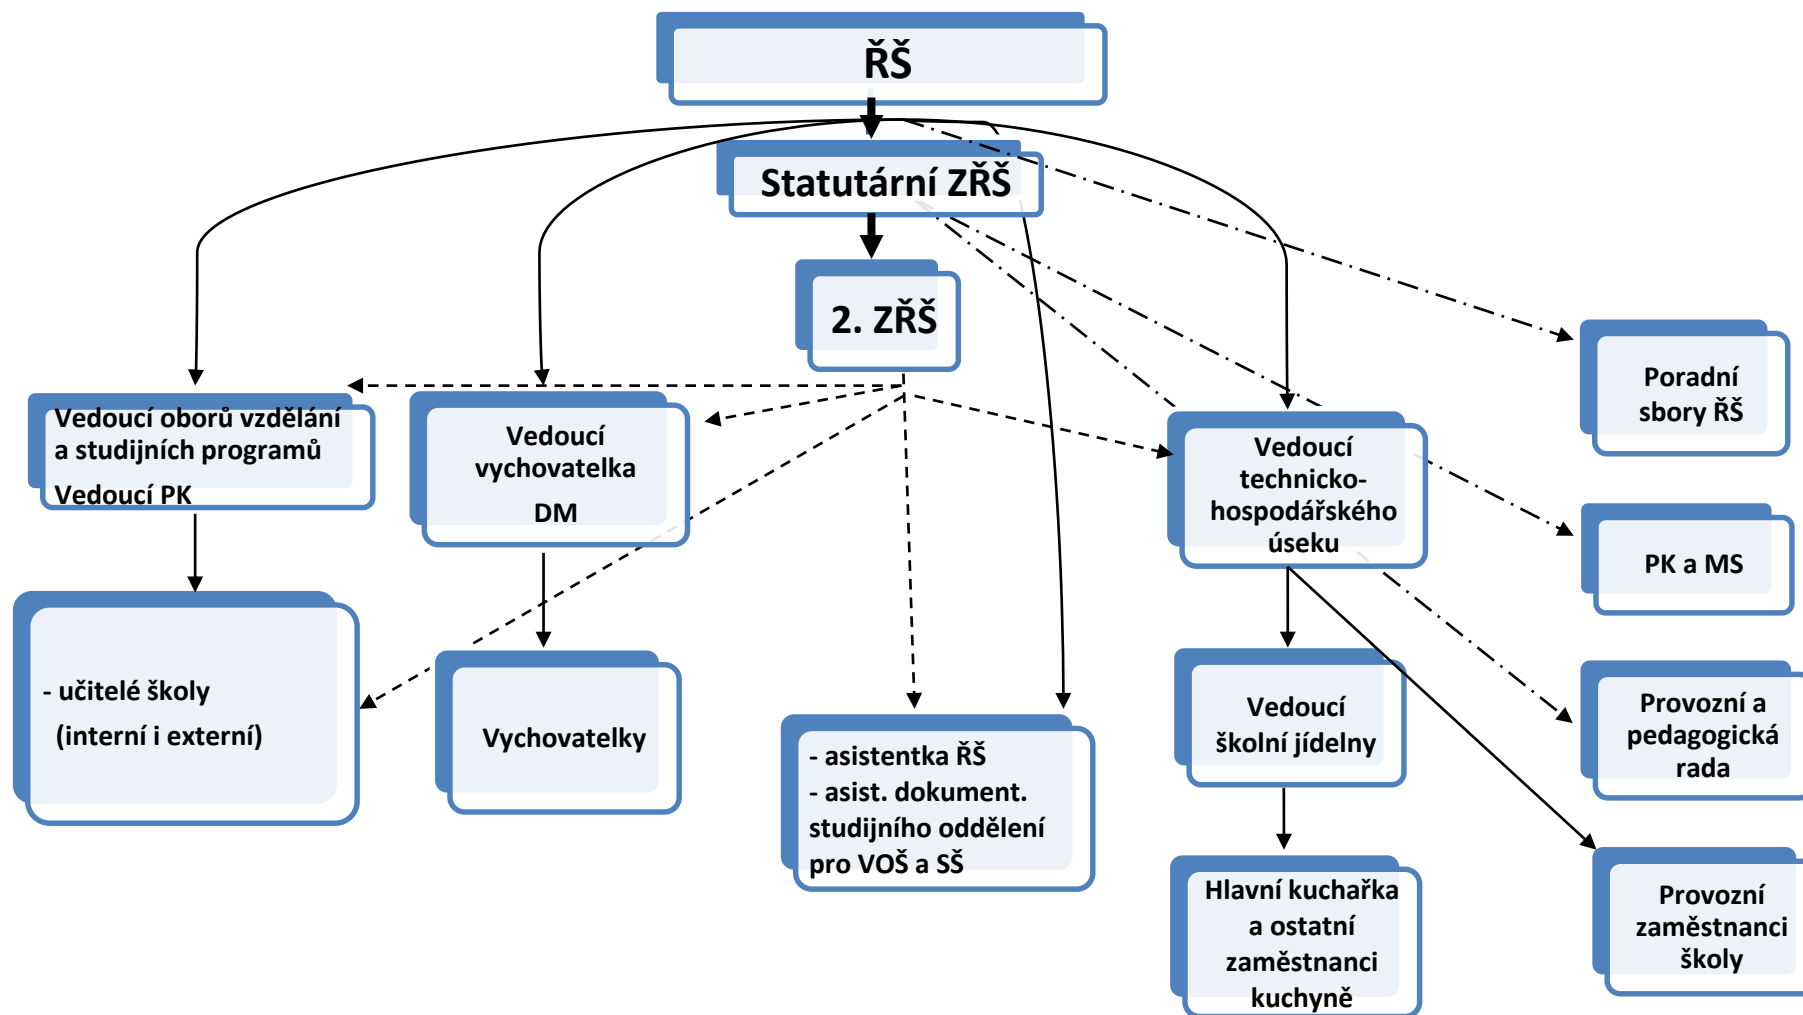 ŘŠ
Statutární ZŘŠ
2. ZŘŠ
Vedoucí oborů vzdělání
a studijních programů
Vedoucí PK
Vedoucí
vychovatelka
DM
Vedoucí
technicko-
hospodářského
úseku
Poradní
sbory ŘŠ
PK a MS
- učitelé školy
(interní i externí)
Vychovatelky
- asistentka ŘŠ
- asist. dokument.
studijního oddělení
pro VOŠ a SŠ
Vedoucí
školní jídelny
Provozní a
pedagogická
rada
Hlavní kuchařka
a ostatní
zaměstnanci
kuchyně
Provozní
zaměstnanci
školy